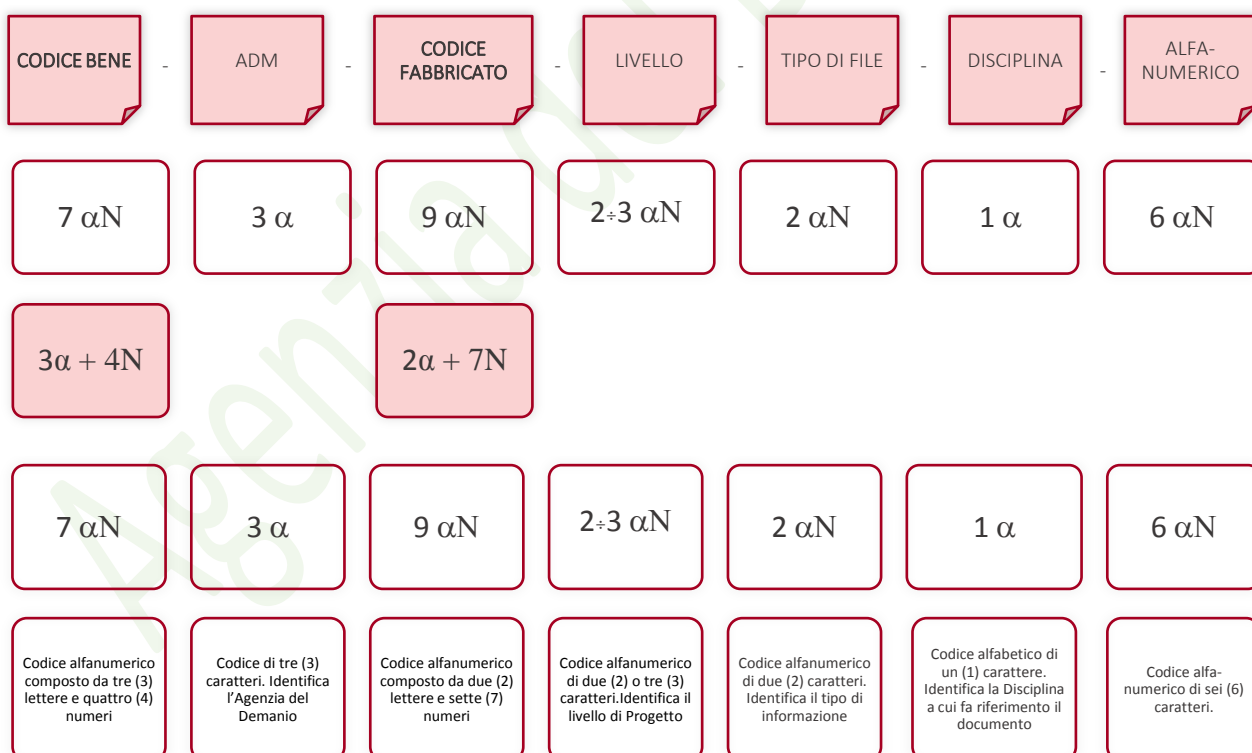 CODICE BENE - ADM - CODICE FABBRICATO - LIVELLO - TIPO DI FILE - DISCIPLINA - ALFA-NUMERICO
7 αN
3 α
9 αN
2÷3 αN
2 αN
1 α
6 αN
3α + 4N
2α + 7N
7 αN
3 α
9 αN
2÷3 αN
2 αN
1 α
6 αN
Codice alfanumerico
composto da tre (3)
lettere e quattro (4)
numeri
Codice di tre (3)
caratteri. Identifica
l’Agenzia del
Demanio
Codice alfanumerico
composto da due (2)
lettere e sette (7)
numeri
Codice alfanumerico
di due (2) o tre (3)
caratteri.Identifica il
livello di Progetto
Codice alfanumerico
di due (2) caratteri.
Identifica il tipo di
informazione
Codice alfabetico di
un (1) carattere.
Identifica la Disciplina
a cui fa riferimento il
documento
Codice alfa-
numerico di sei (6)
caratteri.
Agenzia de